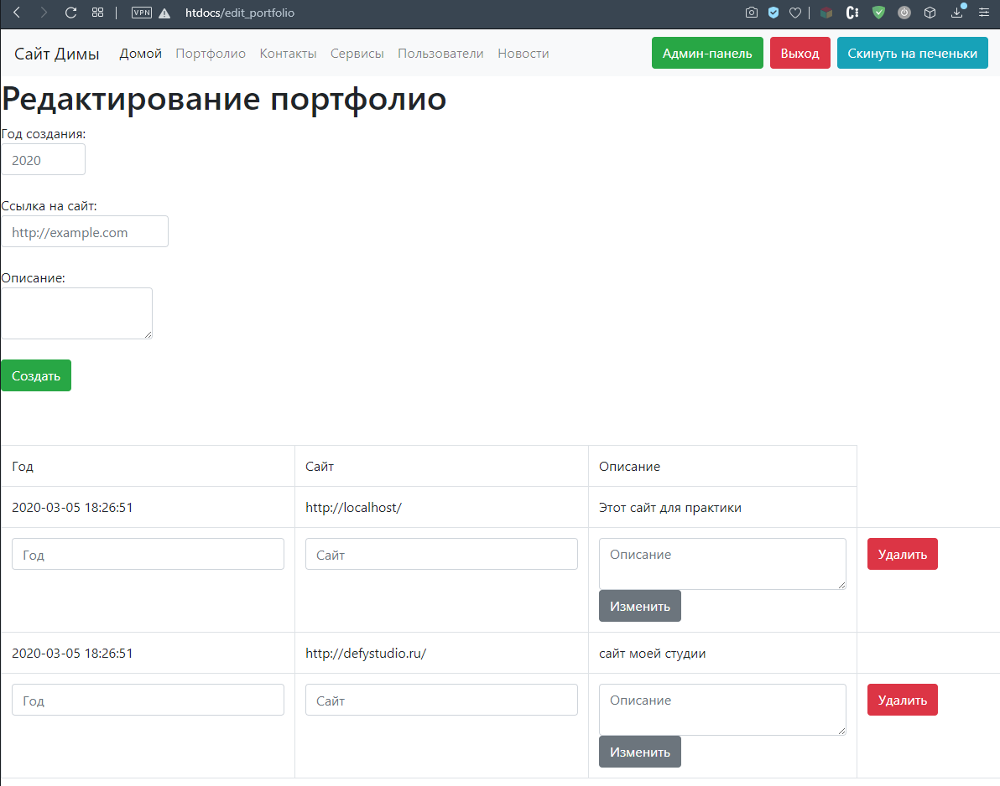 VPN htdocs/edit_portfolio
Сайт Димы Домой Портфолио Контакты Сервисы Пользователи Новости Админ-панель Выход Скинуть на печеньки
Редактирование портфолио
Год создания:
2020
Ссылка на сайт:
http://example.com
Описание:
Создать
Год Сайт Описание
2020-03-05 18:26:51 http://localhost/ Этот сайт для практики
Год Сайт Описание Удалить
Изменить
2020-03-05 18:26:51 http://defystudio.ru/ сайт моей студии
Год Сайт Описание Удалить
Изменить